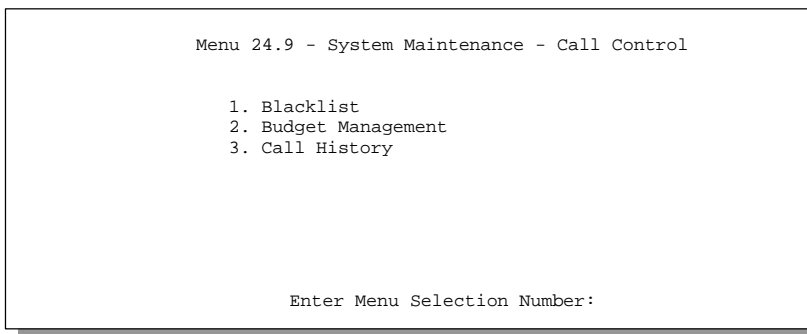 Menu 24.9 - System Maintenance - Call Control
1. Blacklist
2. Budget Management
3. Call History
Enter Menu Selection Number: